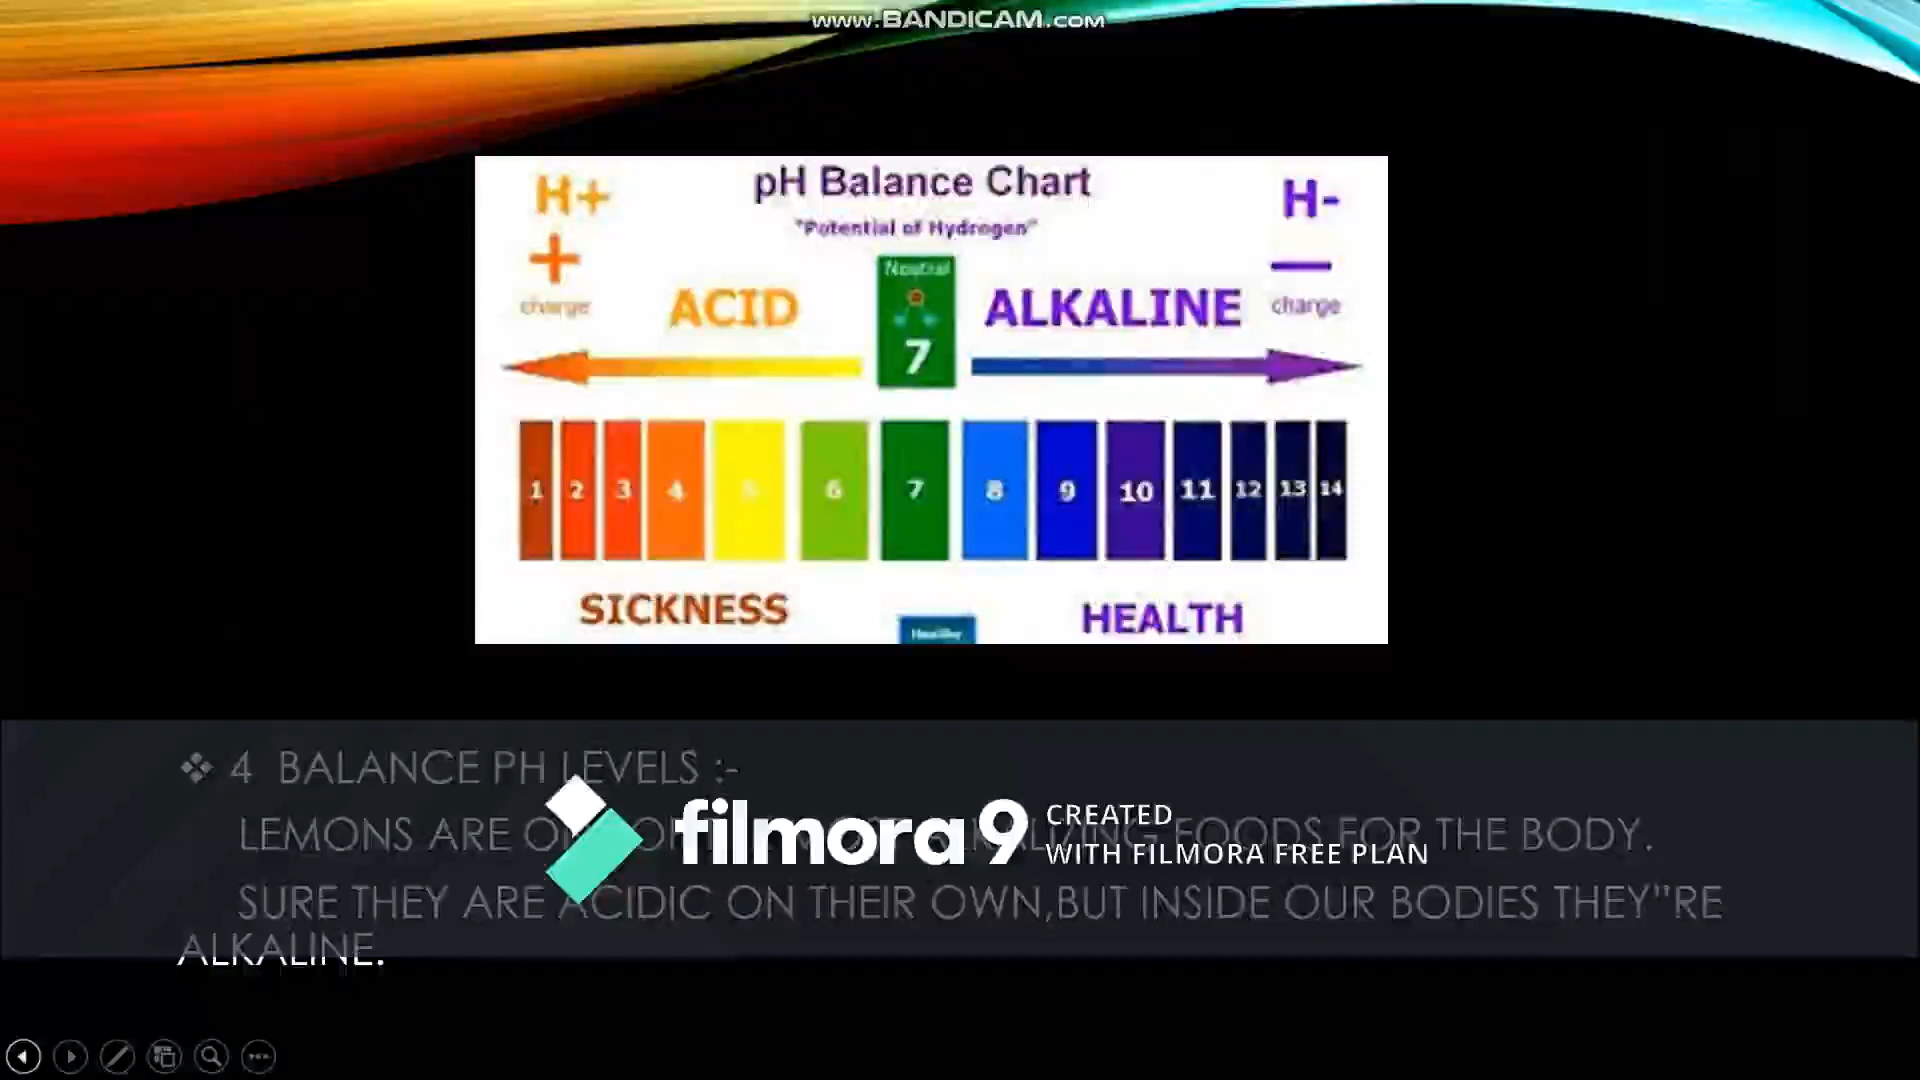 www.BANDICAM.com
pH Balance Chart
"Potential of Hydrogen"
H+
+
charge
H-
charge
Neutral
7
ACID
ALKALINE
1 2 3 4 5 6 7 8 9 10 11 12 13 14
SICKNESS
HEALTH
Healthy
❖ 4 BALANCE PH LEVELS :-
LEMONS ARE FOODS FOR THE BODY.
SURE THEY ARE ACIDIC ON THEIR OWN,BUT INSIDE OUR BODIES THEY"RE
ALKALINE.
filmora9
CREATED
WITH FILMORA FREE PLAN